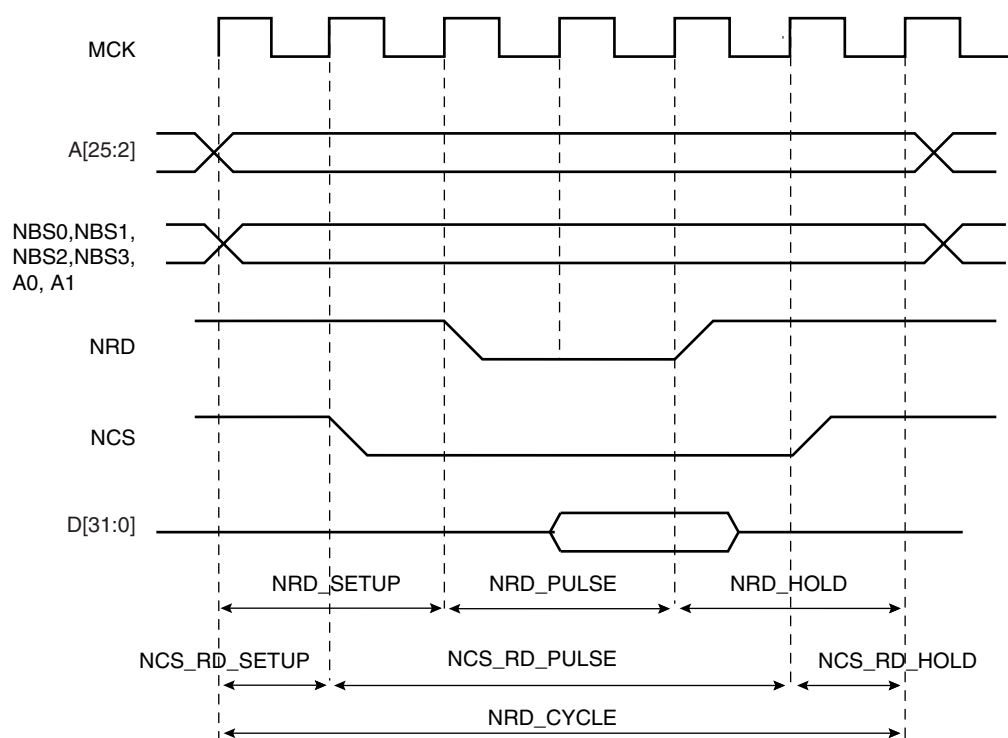 MCK
A[25:2]
NBS0,NBS1,
NBS2,NBS3,
A0, A1
NRD
NCS
D[31:0]
NRD_SETUP NRD_PULSE NRD_HOLD
NCS_RD_SETUP NCS_RD_PULSE NCS_RD_HOLD
NRD_CYCLE